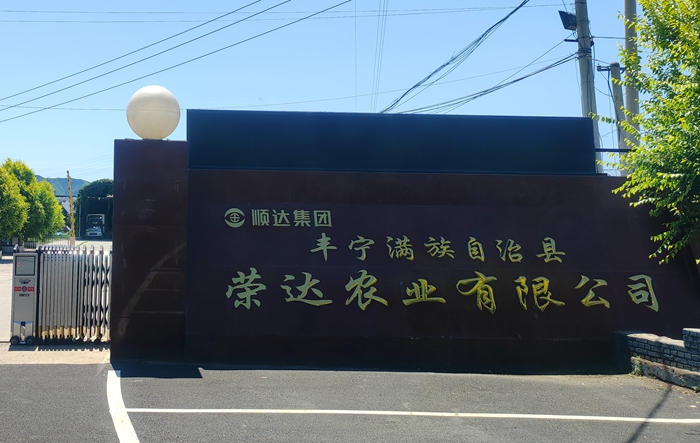 顺达集团
丰宁满族自治县
荣达农业有限公司